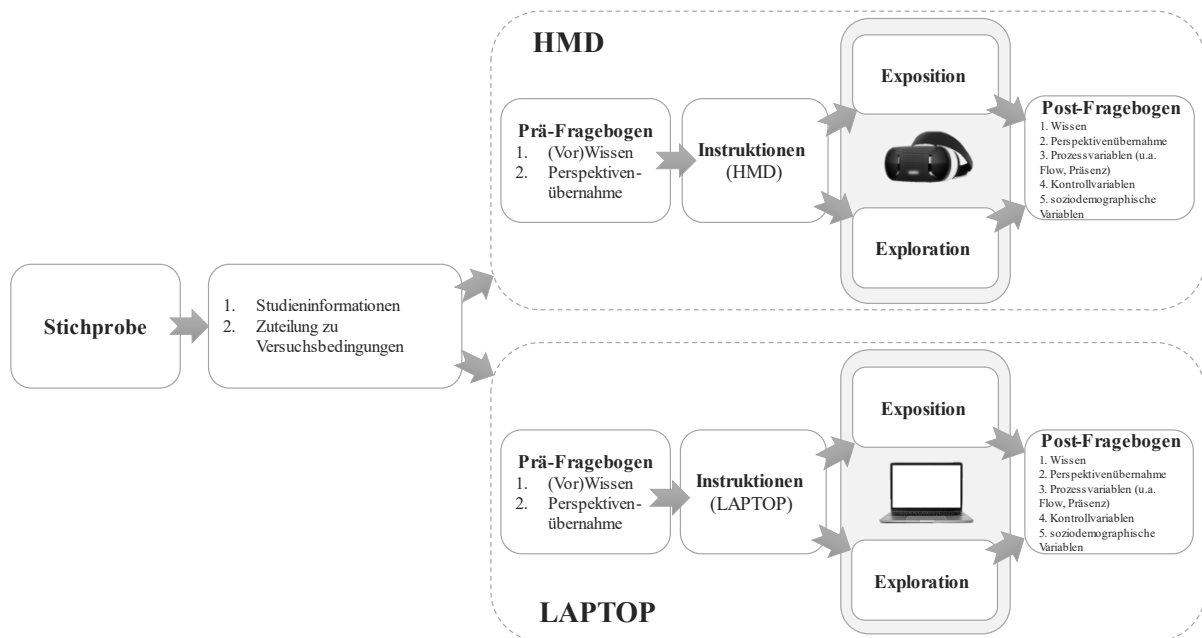 Stichprobe
1. Studieninformationen
2. Zuteilung zu
Versuchsbedingungen
HMD
Prä-Fragebogen
1. (Vor)Wissen
2. Perspektiven-
übernahme
Instruktionen
(HMD)
Exposition
Exploration
Post-Fragebogen
1. Wissen
2. Perspektivenübernahme
3. Prozessvariablen (u.a.
Flow, Präsenz)
4. Kontrollvariablen
5. soziodemographische
Variablen
Prä-Fragebogen
1. (Vor)Wissen
2. Perspektiven-
übernahme
Instruktionen
(LAPTOP)
Exposition
Exploration
Post-Fragebogen
1. Wissen
2. Perspektivenübernahme
3. Prozessvariablen (u.a.
Flow, Präsenz)
4. Kontrollvariablen
5. soziodemographische
Variablen
LAPTOP